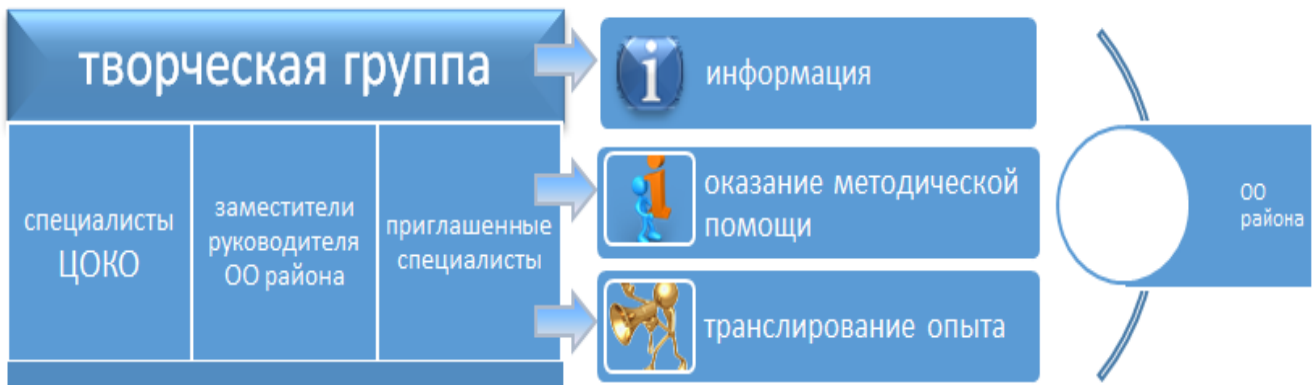 творческая группа
специалисты
ЦОКО
заместители
руководителя
ОО района
приглашенные
специалисты
информация
оказание методической
помощи
транслирование опыта
ОО
района